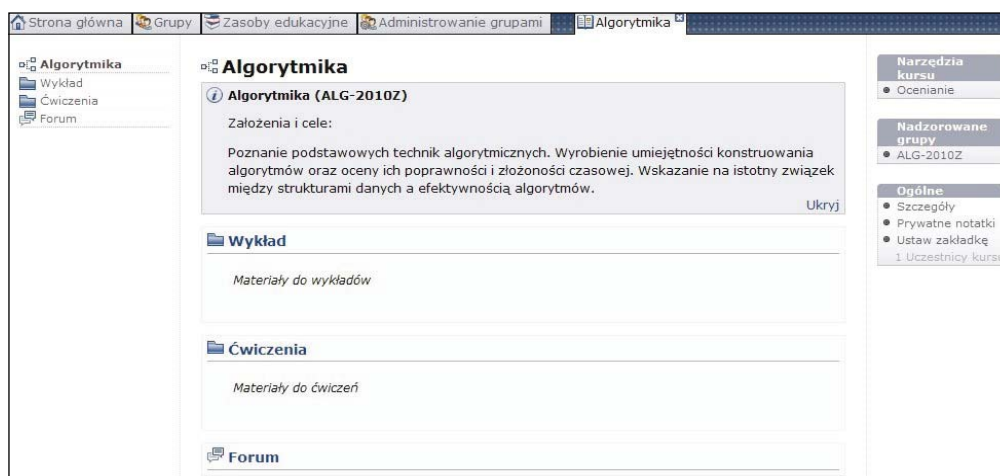 Strona główna Grupy Zasoby edukacyjne Administrowanie grupami Algorytmika
Algorytmika
Wykład
Ćwiczenia
Forum
Algorytmika
Algorytmika (ALG-2010Z)
Założenia i cele:
Poznanie podstawowych technik algorytmicznych. Wyrobienie umiejętności konstruowania
algorytmów oraz oceny ich poprawności i złożoności czasowej. Wskazanie na istotny związek
między strukturami danych a efektywnością algorytmów.
Ukryj
Wykład
Materiały do wykładów
Ćwiczenia
Materiały do ćwiczeń
Forum
Narzędzia
kursu
Ocenianie
Nadzorowane
grupy
ALG-2010Z
Ogólne
Szczegóły
Prywatne notatki
Ustaw zakładkę
1 Uczestnicy kursu